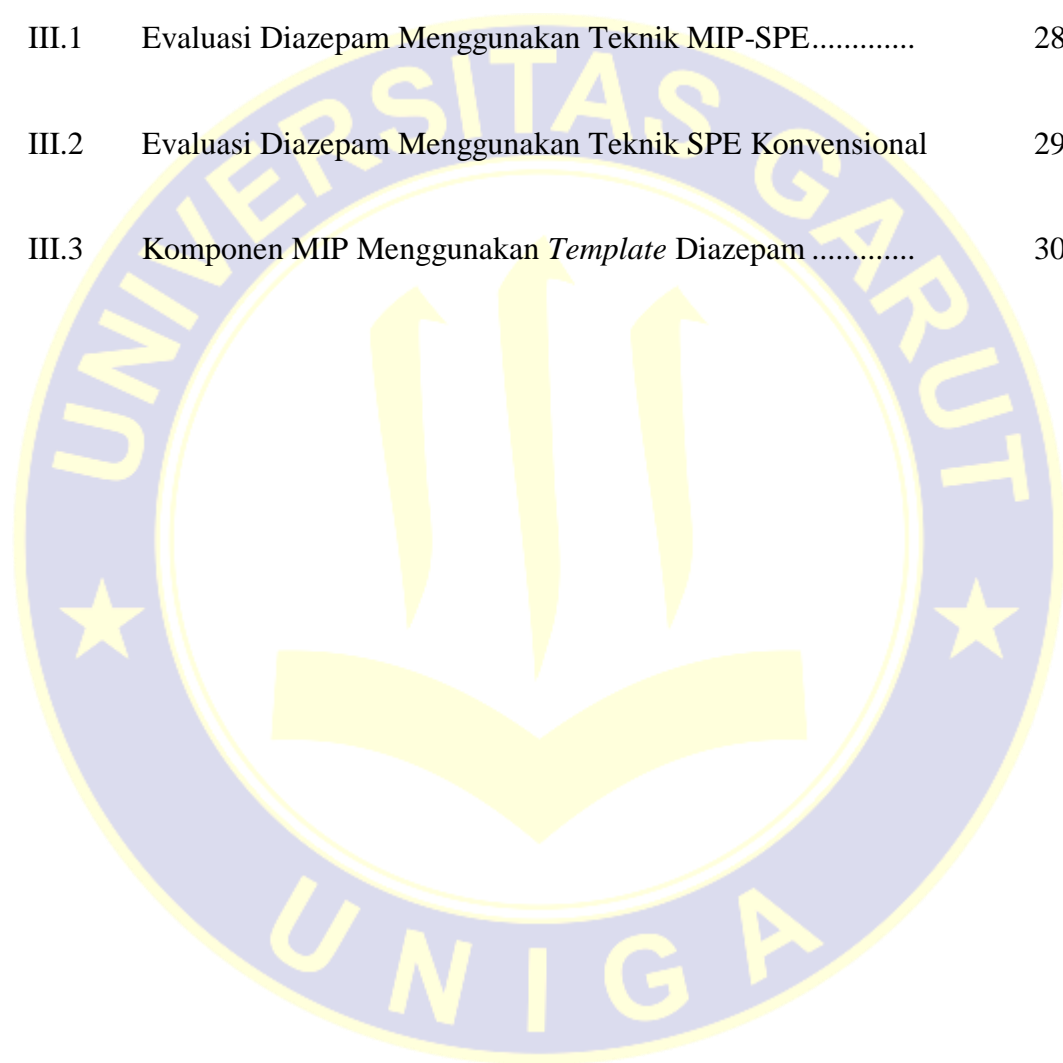 III.1 Evaluasi Diazepam Menggunakan Teknik MIP-SPE............. 28
III.2 Evaluasi Diazepam Menggunakan Teknik SPE Konvensional 29
III.3 Komponen MIP Menggunakan Template Diazepam ............. 30
UNIVERSITAS GARUT
UNIGA